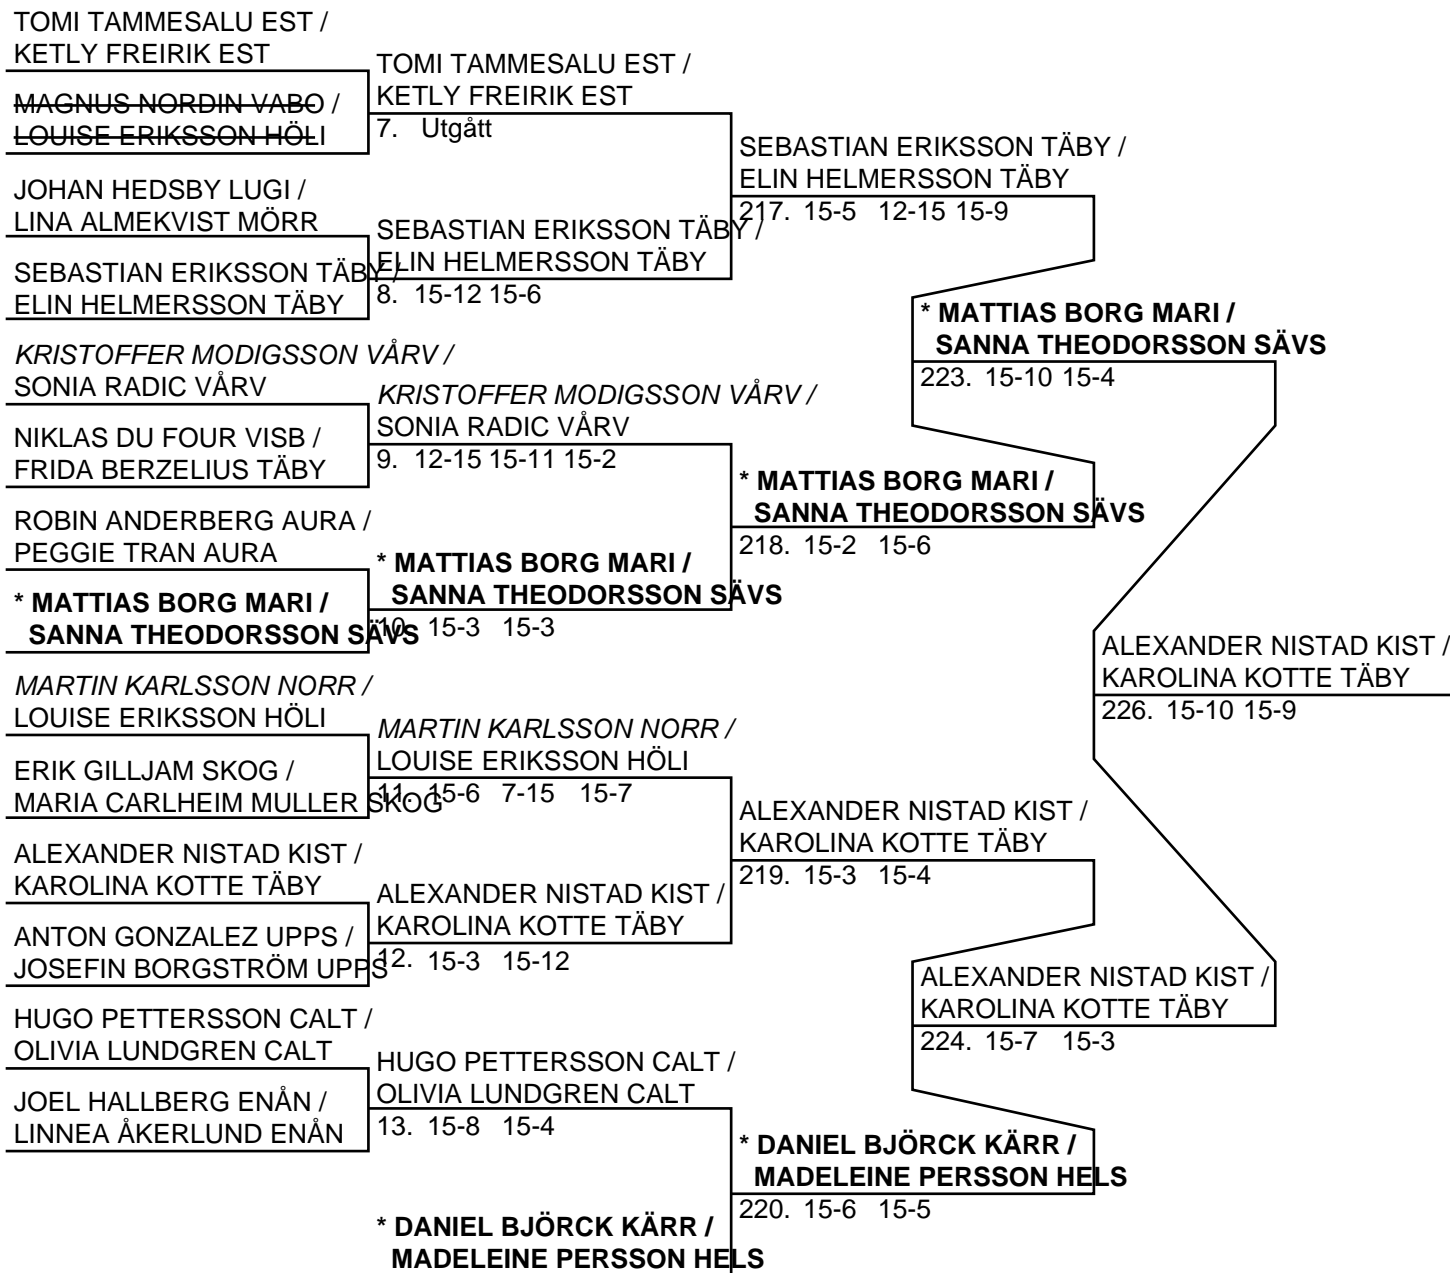 TOMI TAMMESALU EST /
KETLY FREIRIK EST
MAGNUS NORDIN VABO /
LOUISE ERIKSSON HÖLI
JOHAN HEDSBY LUGI /
LINA ALMEKVIST MÖRR
SEBASTIAN ERIKSSON TÄBY /
ELIN HELMERSSON TÄBY
KRISTOFFER MODIGSSON VÅRV /
SONIA RADIC VÅRV
NIKLAS DU FOUR VISB /
FRIDA BERZELIUS TÄBY
ROBIN ANDERBERG AURA /
PEGGIE TRAN AURA
* MATTIAS BORG MARI /
SANNA THEODORSSON SÄVS
MARTIN KARLSSON NORR /
LOUISE ERIKSSON HÖLI
ERIK GILLJAM SKOG /
MARIA CARLHEIM MULLER SKOG
ALEXANDER NISTAD KIST /
KAROLINA KOTTE TÄBY
ANTON GONZALEZ UPPS /
JOSEFIN BORGSTRÖM UPPS
HUGO PETTERSSON CALT /
OLIVIA LUNDGREN CALT
JOEL HALLBERG ENÅN /
LINNEA ÅKERLUND ENÅN
TOMI TAMMESALU EST /
KETLY FREIRIK EST
7. Utgått
SEBASTIAN ERIKSSON TÄBY /
ELIN HELMERSSON TÄBY
8. 15-12 15-6
KRISTOFFER MODIGSSON VÅRV /
SONIA RADIC VÅRV
9. 12-15 15-11 15-2
* MATTIAS BORG MARI /
SANNA THEODORSSON SÄVS
10. 15-3 15-3
MARTIN KARLSSON NORR /
LOUISE ERIKSSON HÖLI
11. 15-6 7-15 15-7
ALEXANDER NISTAD KIST /
KAROLINA KOTTE TÄBY
12. 15-3 15-12
HUGO PETTERSSON CALT /
OLIVIA LUNDGREN CALT
13. 15-8 15-4
* DANIEL BJÖRCK KÄRR /
MADELEINE PERSSON HELS
SEBASTIAN ERIKSSON TÄBY /
ELIN HELMERSSON TÄBY
217. 15-5 12-15 15-9
* MATTIAS BORG MARI /
SANNA THEODORSSON SÄVS
218. 15-2 15-6
ALEXANDER NISTAD KIST /
KAROLINA KOTTE TÄBY
219. 15-3 15-4
* DANIEL BJÖRCK KÄRR /
MADELEINE PERSSON HELS
220. 15-6 15-5
* MATTIAS BORG MARI /
SANNA THEODORSSON SÄVS
223. 15-10 15-4
ALEXANDER NISTAD KIST /
KAROLINA KOTTE TÄBY
224. 15-7 15-3
ALEXANDER NISTAD KIST /
KAROLINA KOTTE TÄBY
226. 15-10 15-9